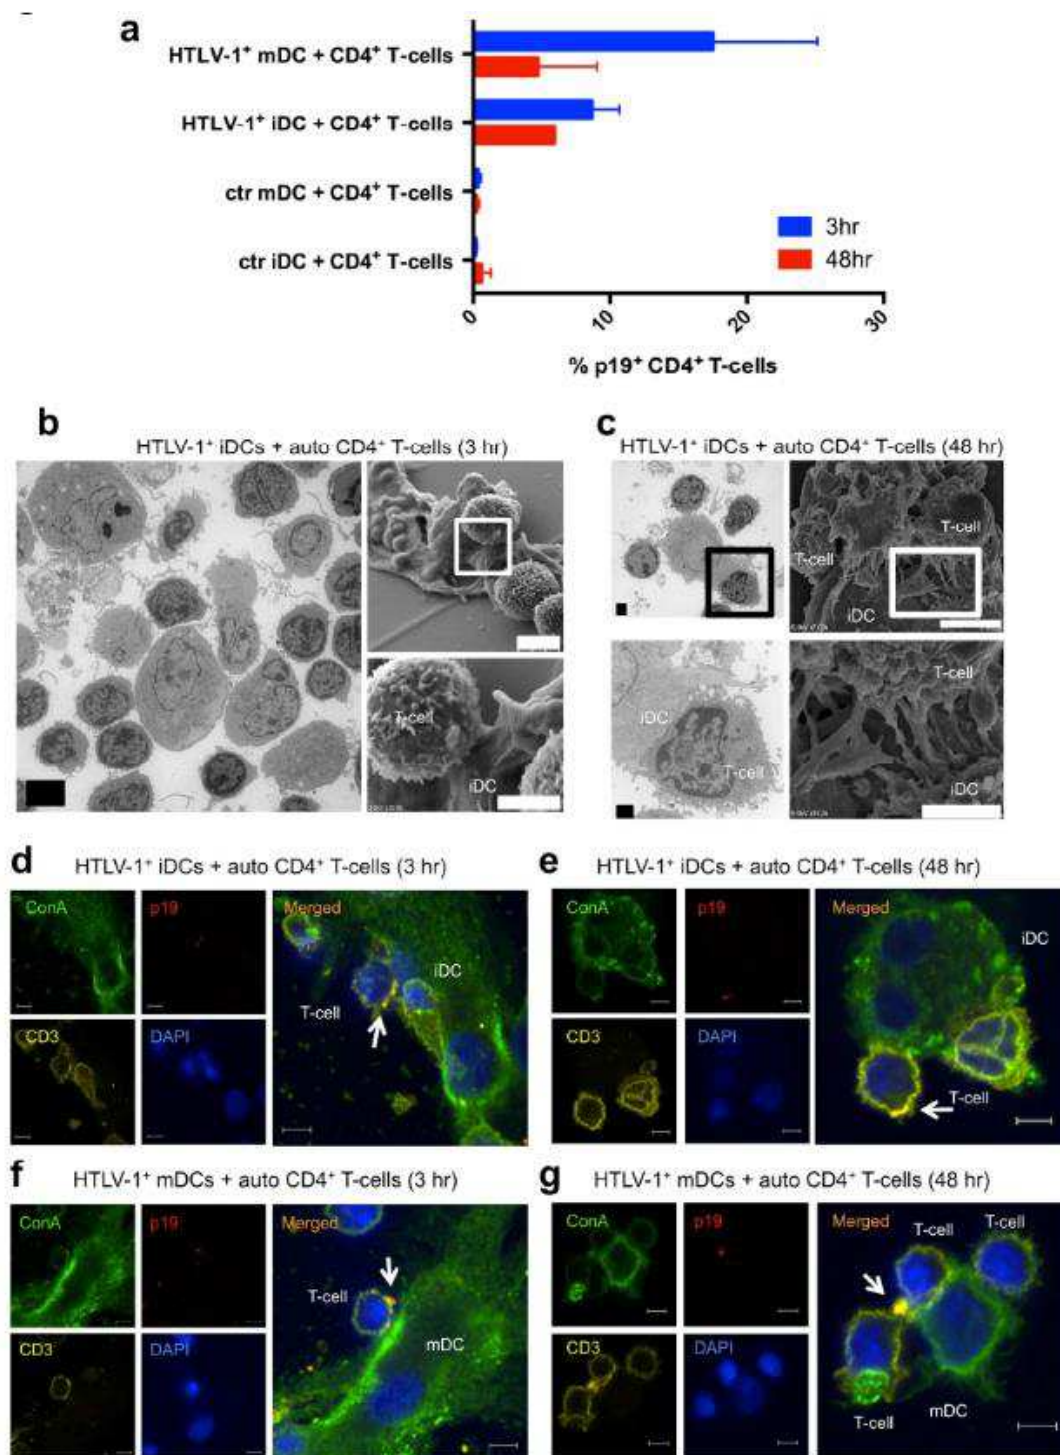 a
HTLV-1⁺ mDC + CD4⁺ T-cells
HTLV-1⁺ iDC + CD4⁺ T-cells
ctr mDC + CD4⁺ T-cells
ctr iDC + CD4⁺ T-cells
3hr
48hr
0 10 20 30
% p19⁺ CD4⁺ T-cells
b
HTLV-1⁺ iDCs + auto CD4⁺ T-cells (3 hr)
T-cell
iDC
c
HTLV-1⁺ iDCs + auto CD4⁺ T-cells (48 hr)
T-cell
T-cell
iDC
iDC
T-cell
T-cell
iDC
d
HTLV-1⁺ iDCs + auto CD4⁺ T-cells (3 hr)
ConA
p19
Merged
iDC
T-cell
CD3
DAPI
e
HTLV-1⁺ iDCs + auto CD4⁺ T-cells (48 hr)
ConA
p19
Merged
iDC
CD3
DAPI
T-cell
f
HTLV-1⁺ mDCs + auto CD4⁺ T-cells (3 hr)
ConA
p19
Merged
T-cell
mDC
CD3
DAPI
g
HTLV-1⁺ mDCs + auto CD4⁺ T-cells (48 hr)
ConA
p19
Merged
T-cell
T-cell
CD3
DAPI
T-cell
mDC